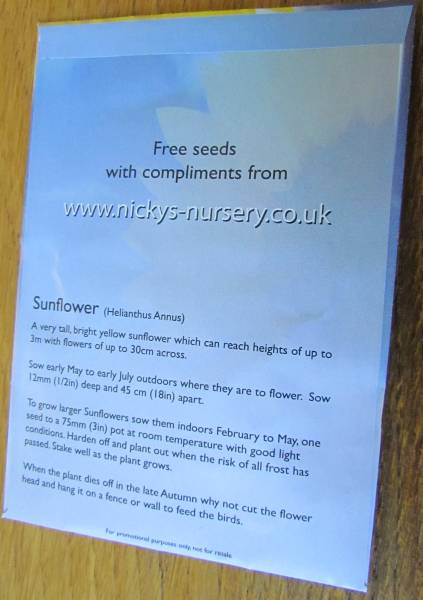 Free seeds
with compliments from
www.nickys-nursery.co.uk
Sunflower (Helianthus Annus)
A very tall, bright yellow sunflower which can reach heights of up to
3m with flowers of up to 30cm across.
Sow early May to early July outdoors where they are to flower. Sow
12mm (1/2in) deep and 45 cm (18in) apart.
To grow larger Sunflowers sow them indoors February to May, one
seed to a 75mm (3in) pot at room temperature with good light
conditions. Harden off and plant out when the risk of all frost has
passed. Stake well as the plant grows.
When the plant dies off in the late Autumn why not cut the flower
head and hang it on a fence or wall to feed the birds.
For promotional purposes only, not for resale